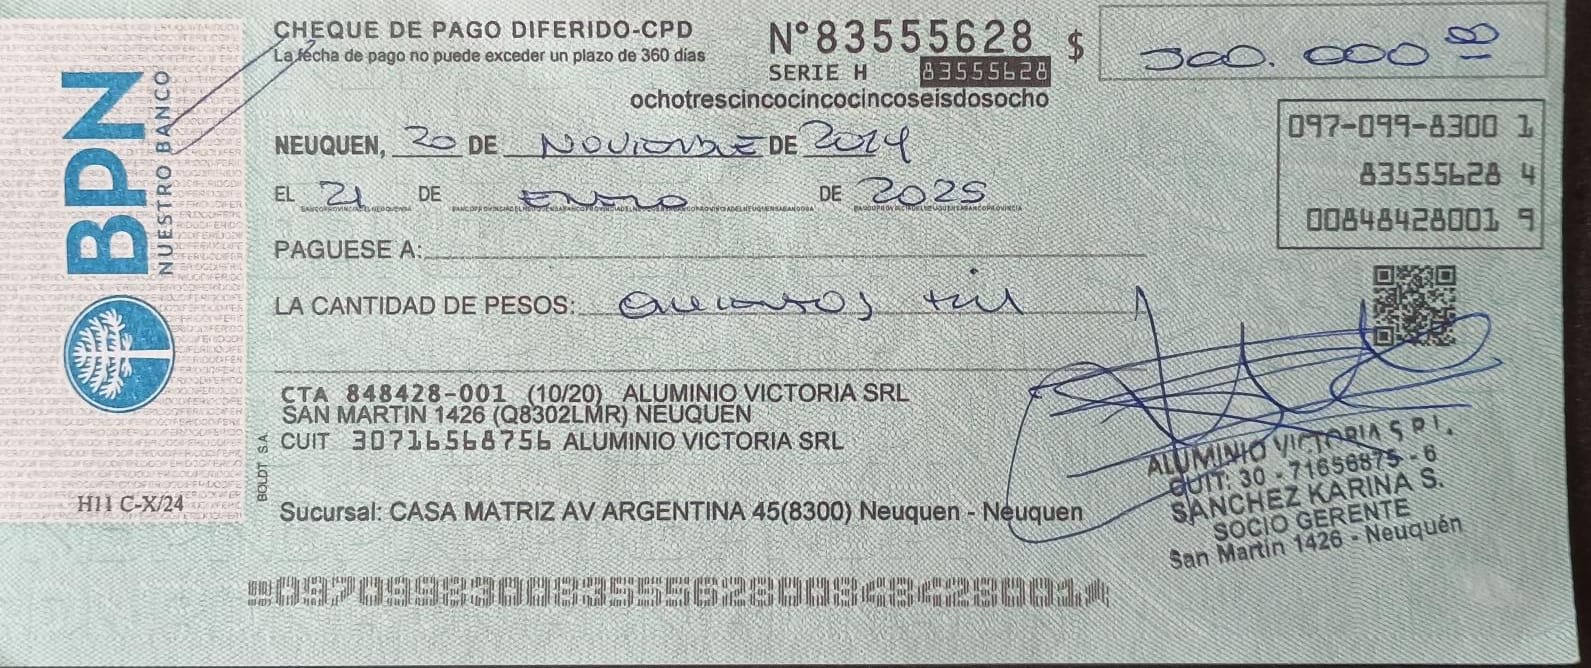 CHEQUE DE PAGO DIFERIDO-CPD
La fecha de pago no puede exceder un plazo de 360 días
N°83555628
SERIE H 83555628
ochotrescincocincocincoseisdosocho
$ 300.000 00
BPN
NUESTRO BANCO
NEUQUEN, 20 DE NOVIEMBRE DE 2024
EL 21 DE ENERO DE 2025
097-099-8300 1
83555628 4
00848428001 9
PAGUESE A:
LA CANTIDAD DE PESOS: mil
CTA 848428-001 (10/20) ALUMINIO VICTORIA SRL
SAN MARTIN 1426 (Q8302LMR) NEUQUEN
CUIT 30716568756 ALUMINIO VICTORIA SRL
BOLDT S.A.
H11 C-X/24
Sucursal: CASA MATRIZ AV ARGENTINA 45(8300) Neuquen - Neuquen
ALUMINIO VICTORIA S.R.L.
CUIT: 30 - 71656875 - 6
SANCHEZ KARINA S.
SOCIO GERENTE
San Martin 1426 - Neuquén
09709983008355562800848428001